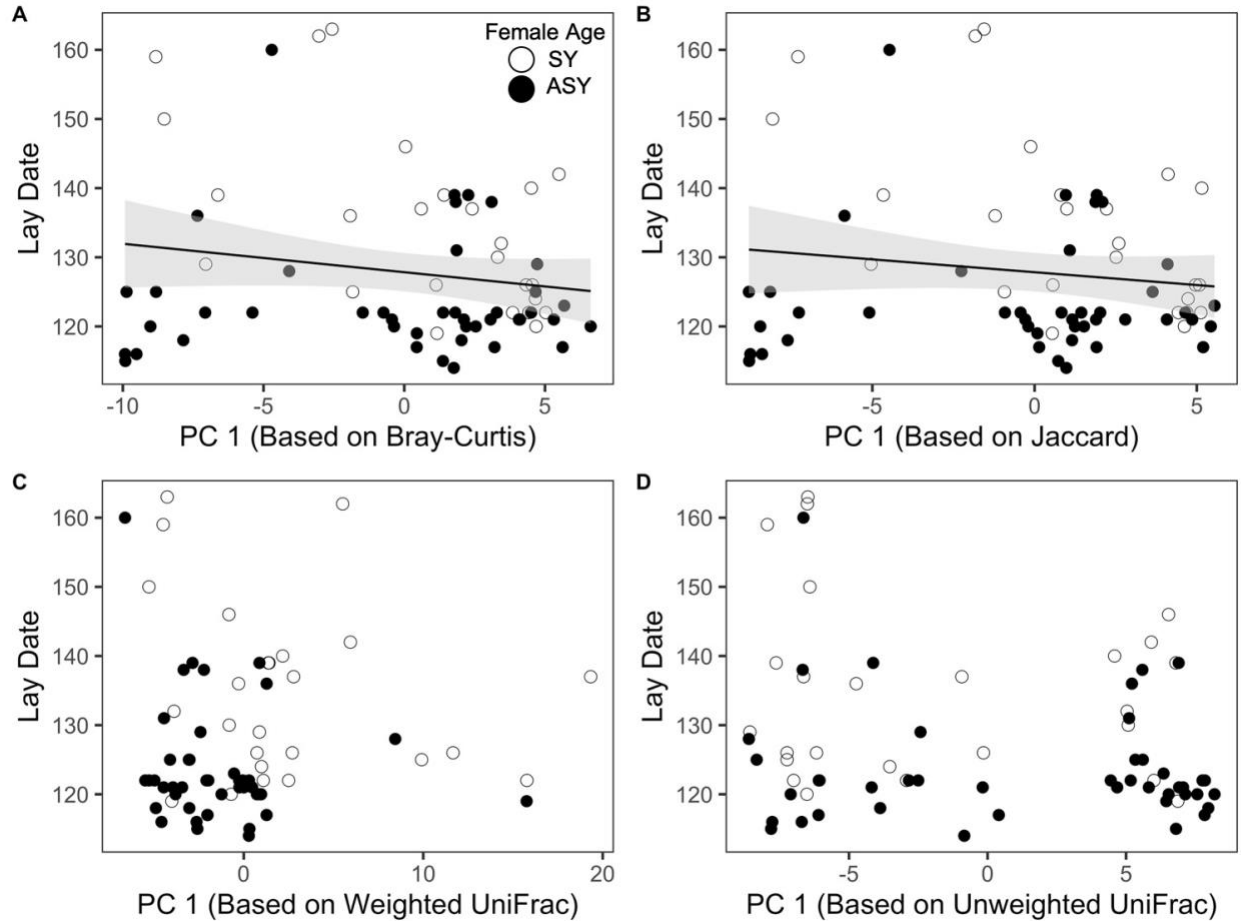 A
Female Age
SY
ASY
160
150
140
130
120
Lay Date
-10 -5 0 5
PC 1 (Based on Bray-Curtis)
B
160
150
140
130
120
Lay Date
-5 0 5
PC 1 (Based on Jaccard)
C
160
150
140
130
120
Lay Date
0 10 20
PC 1 (Based on Weighted UniFrac)
D
160
150
140
130
120
Lay Date
-5 0 5
PC 1 (Based on Unweighted UniFrac)